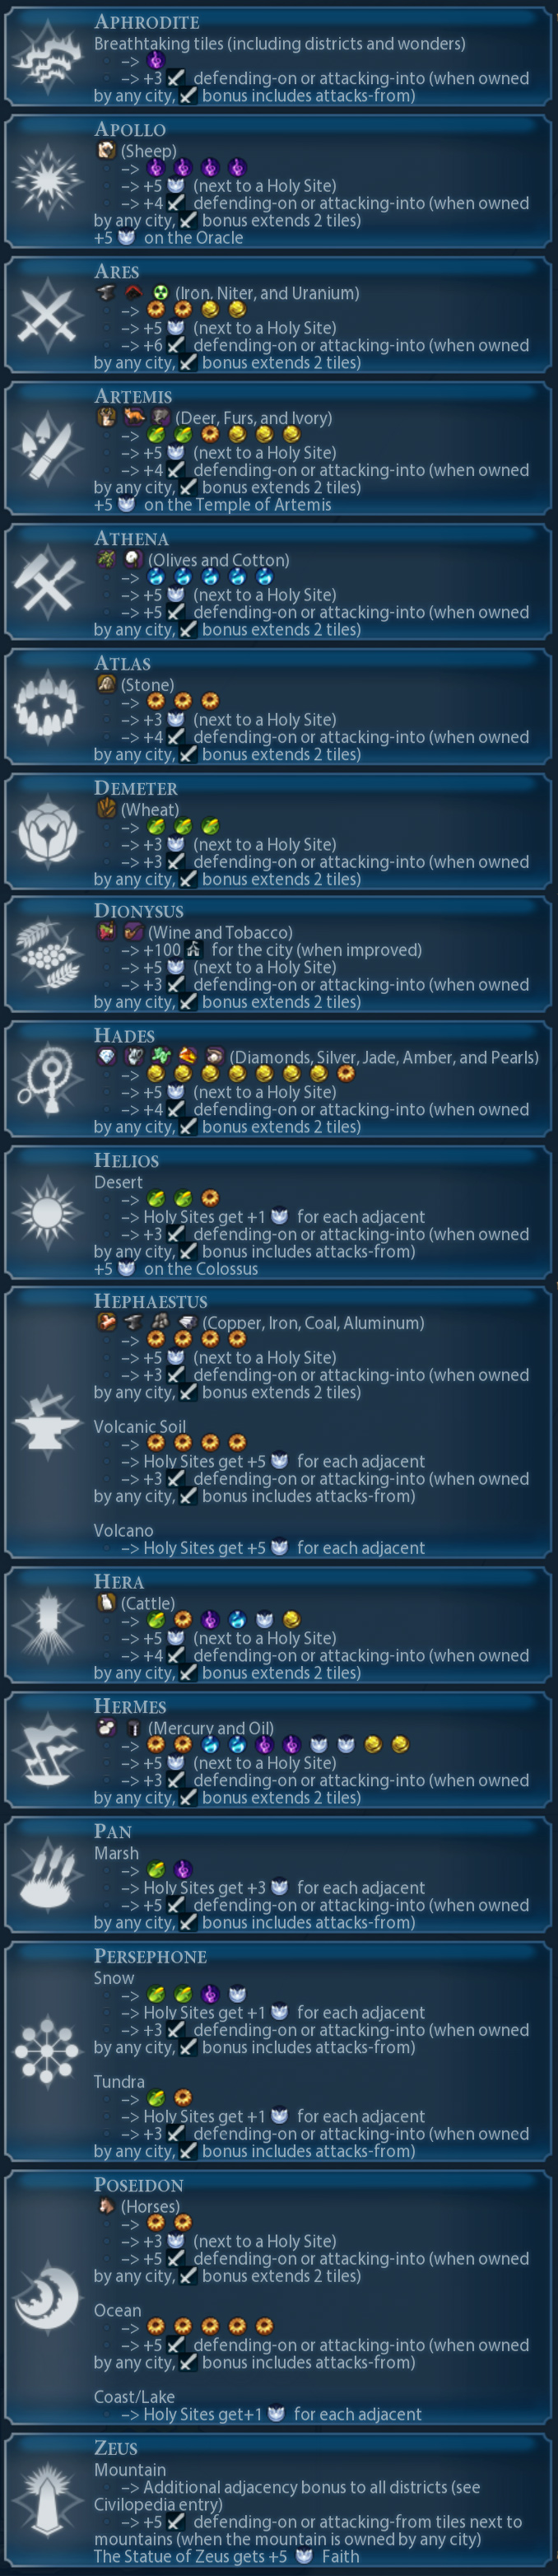 APHRODITE
Breathtaking tiles (including districts and wonders)
–>
–> +3 defending-on or attacking-into (when owned
by any city, bonus includes attacks-from)
APOLLO
(Sheep)
–>
–> +5 (next to a Holy Site)
–> +4 defending-on or attacking-into (when owned
by any city, bonus extends 2 tiles)
+5 on the Oracle
ARES
(Iron, Niter, and Uranium)
–>
–> +5 (next to a Holy Site)
–> +6 defending-on or attacking-into (when owned
by any city, bonus extends 2 tiles)
ARTEMIS
(Deer, Furs, and Ivory)
–>
–> +5 (next to a Holy Site)
–> +4 defending-on or attacking-into (when owned
by any city, bonus extends 2 tiles)
+5 on the Temple of Artemis
ATHENA
(Olives and Cotton)
–>
–> +5 (next to a Holy Site)
–> +5 defending-on or attacking-into (when owned
by any city, bonus extends 2 tiles)
ATLAS
(Stone)
–>
–> +3 (next to a Holy Site)
–> +4 defending-on or attacking-into (when owned
by any city, bonus extends 2 tiles)
DEMETER
(Wheat)
–>
–> +3 (next to a Holy Site)
–> +3 defending-on or attacking-into (when owned
by any city, bonus extends 2 tiles)
DIONYSUS
(Wine and Tobacco)
–> +100 for the city (when improved)
–> +5 (next to a Holy Site)
–> +3 defending-on or attacking-into (when owned
by any city, bonus extends 2 tiles)
HADES
(Diamonds, Silver, Jade, Amber, and Pearls)
–>
–> +5 (next to a Holy Site)
–> +4 defending-on or attacking-into (when owned
by any city, bonus extends 2 tiles)
HELIOS
Desert
–>
–> Holy Sites get +1 for each adjacent
–> +3 defending-on or attacking-into (when owned
by any city, bonus includes attacks-from)
+5 on the Colossus
HEPHAESTUS
(Copper, Iron, Coal, Aluminum)
–>
–> +5 (next to a Holy Site)
–> +3 defending-on or attacking-into (when owned
by any city, bonus extends 2 tiles)
Volcanic Soil
–>
–> Holy Sites get +5 for each adjacent
–> +3 defending-on or attacking-into (when owned
by any city, bonus includes attacks-from)
Volcano
–> Holy Sites get +5 for each adjacent
HERA
(Cattle)
–>
–> +5 (next to a Holy Site)
–> +4 defending-on or attacking-into (when owned
by any city, bonus extends 2 tiles)
HERMES
(Mercury and Oil)
–>
–> +5 (next to a Holy Site)
–> +3 defending-on or attacking-into (when owned
by any city, bonus extends 2 tiles)
PAN
Marsh
–>
–> Holy Sites get +3 for each adjacent
–> +5 defending-on or attacking-into (when owned
by any city, bonus includes attacks-from)
PERSEPHONE
Snow
–>
–> Holy Sites get +1 for each adjacent
–> +3 defending-on or attacking-into (when owned
by any city, bonus includes attacks-from)
Tundra
–>
–> Holy Sites get +1 for each adjacent
–> +3 defending-on or attacking-into (when owned
by any city, bonus includes attacks-from)
POSEIDON
(Horses)
–>
–> +3 (next to a Holy Site)
–> +5 defending-on or attacking-into (when owned
by any city, bonus extends 2 tiles)
Ocean
–>
–> +5 defending-on or attacking-into (when owned
by any city, bonus includes attacks-from)
Coast/Lake
–> Holy Sites get+1 for each adjacent
ZEUS
Mountain
–> Additional adjacency bonus to all districts (see
Civilopedia entry)
–> +5 defending-on or attacking-from tiles next to
mountains (when the mountain is owned by any city)
The Statue of Zeus gets +5 Faith